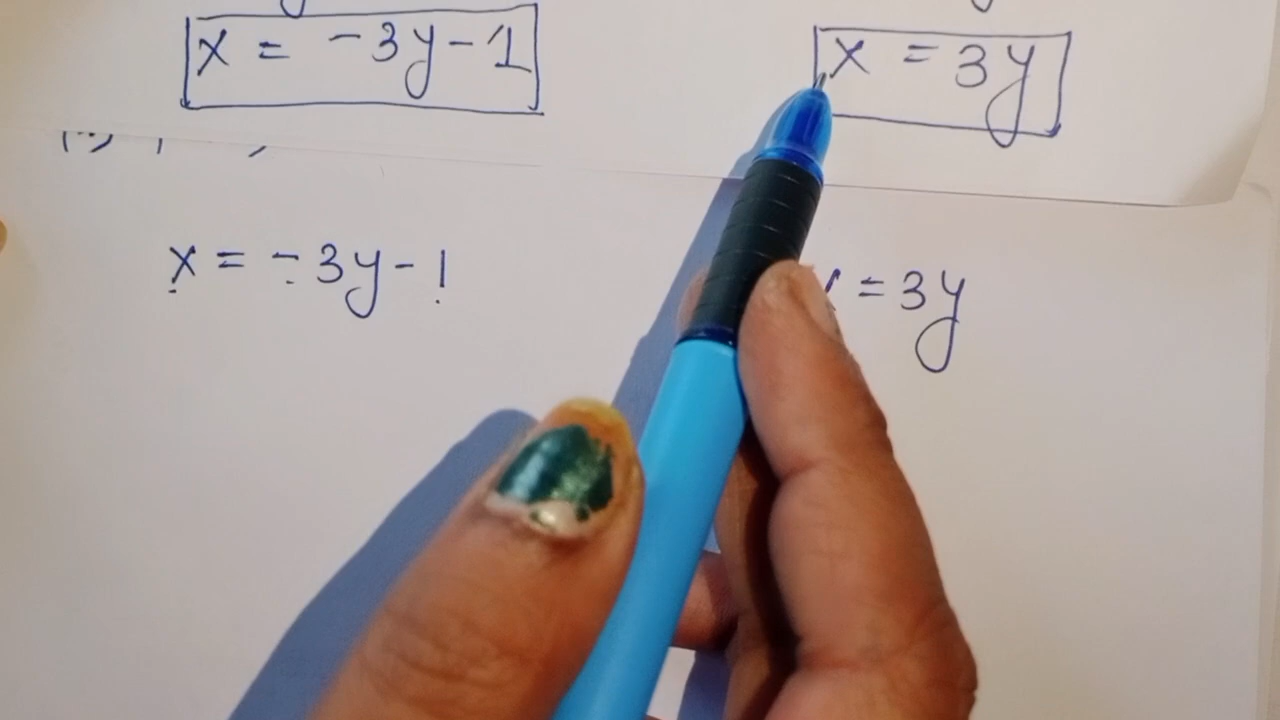 x = -3y-1
x = 3y
x = -3y-1
x = 3y